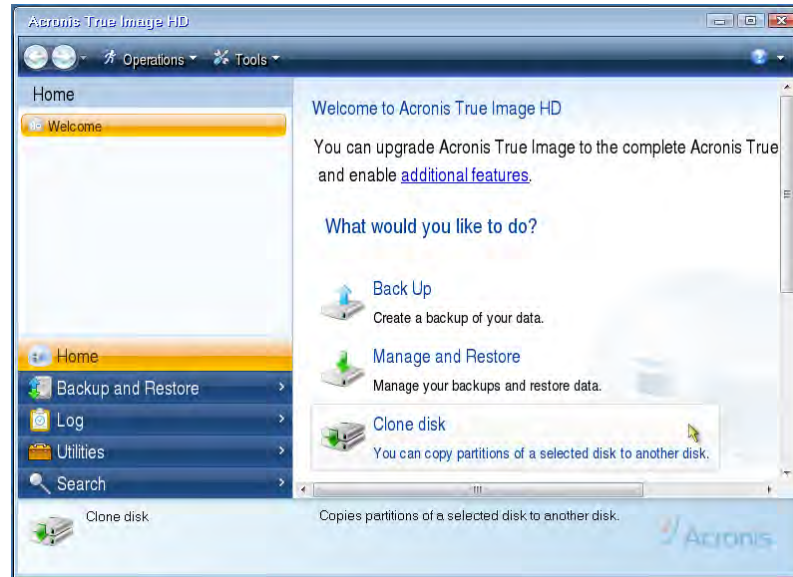 Acronis True Image HD
Operations Tools
Home
Welcome
Home
Backup and Restore
Log
Utilities
Search
Welcome to Acronis True Image HD
You can upgrade Acronis True Image to the complete Acronis True
and enable additional features.
What would you like to do?
Back Up
Create a backup of your data.
Manage and Restore
Manage your backups and restore data.
Clone disk
You can copy partitions of a selected disk to another disk.
Clone disk
Copies partitions of a selected disk to another disk.
Acronis